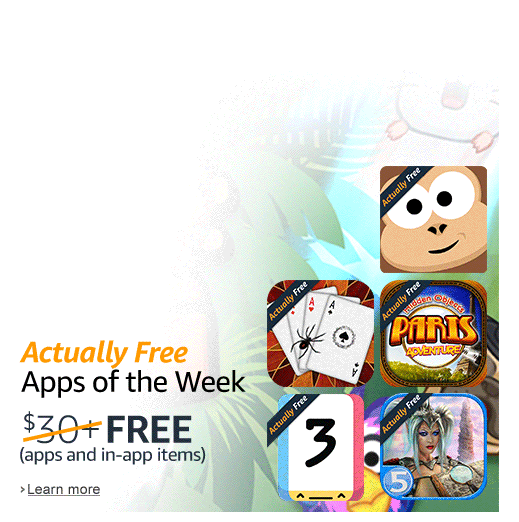 Actually Free
Actually Free
Actually Free
Hidden Objects
PARIS
ADVENTURE
A
A
A
Actually Free
Apps of the Week
$30+ FREE
(apps and in-app items)
Actually Free
3
Actually Free
5
› Learn more